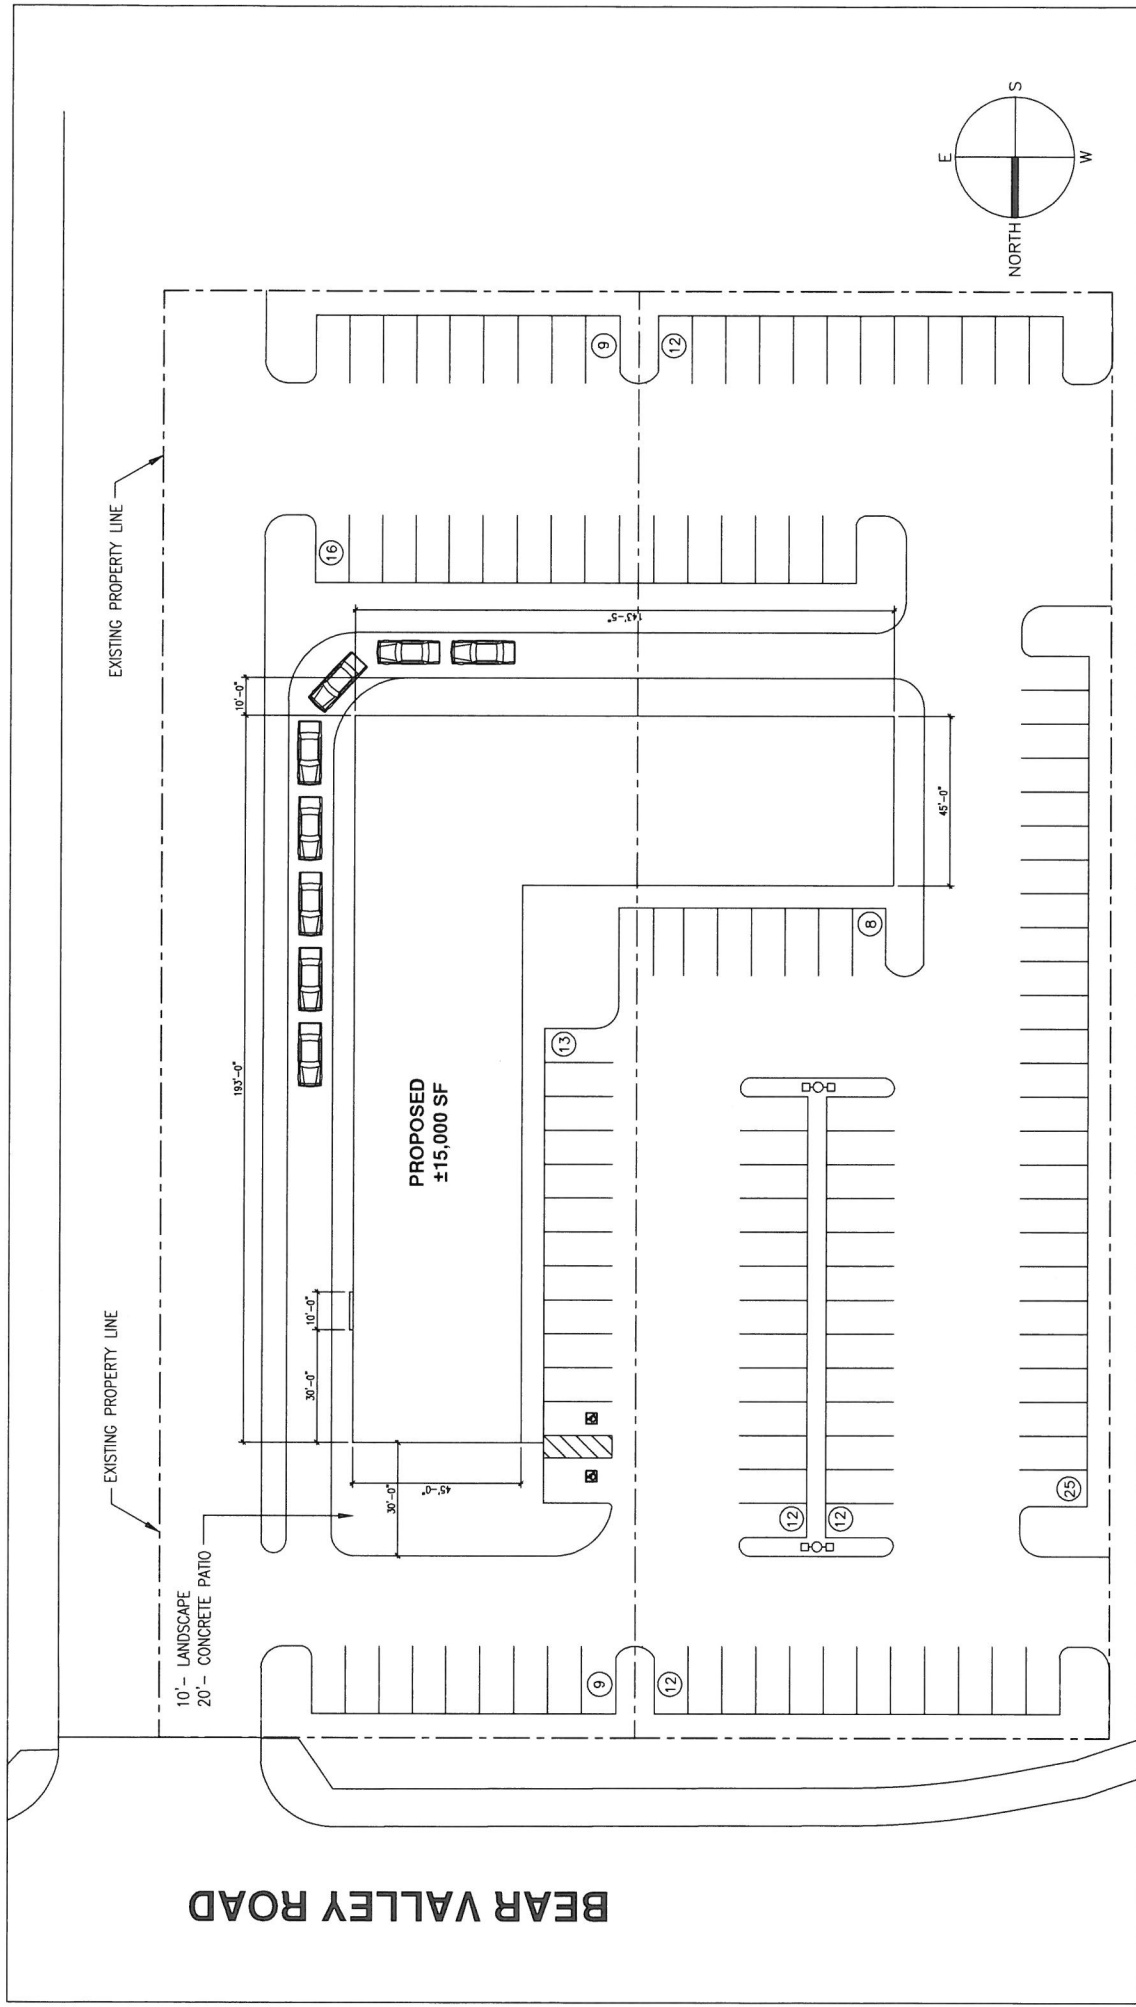 EXISTING PROPERTY LINE
EXISTING PROPERTY LINE
10'- LANDSCAPE
20'- CONCRETE PATIO
PROPOSED
±15,000 SF
193'-0"
10'-0"
143'-5"
45'-0"
10'-0"
30'-0"
45'-0"
30'-0"
9
12
16
8
13
12
12
25
9
12
E
S
W
NORTH
BEAR VALLEY ROAD